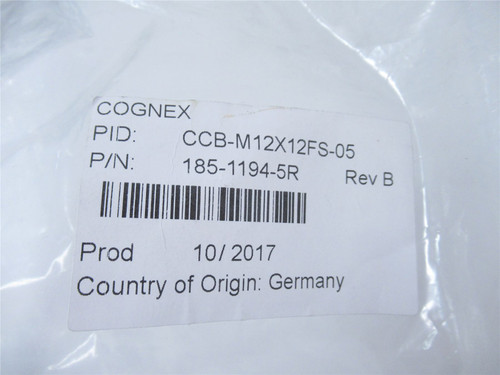 COGNEX
PID: CCB-M12X12FS-05
P/N: 185-1194-5R Rev B
Prod 10/2017
Country of Origin: Germany